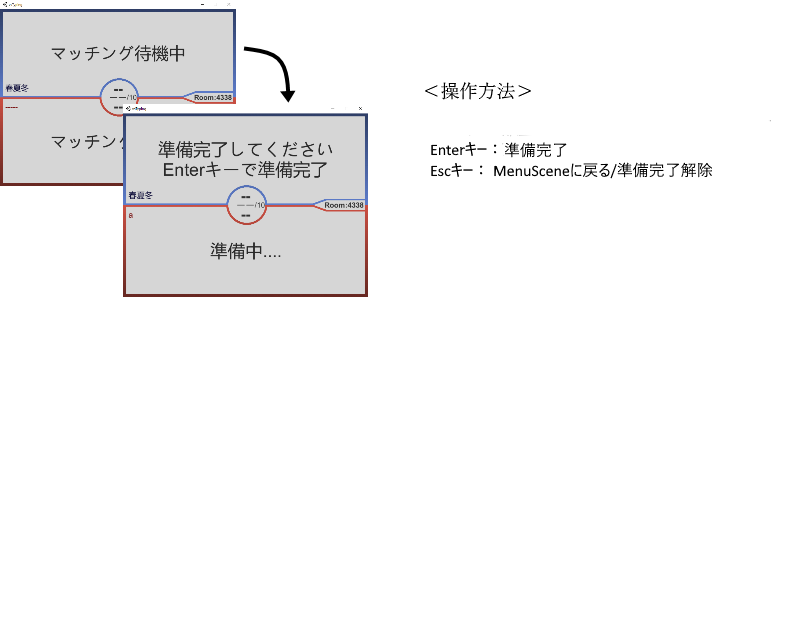 マッチング待機中
春夏冬
--
-- --/10
Room:4338
-----
--
マッチング
準備完了してください
Enterキーで準備完了
春夏冬
--
-- --/10
Room:4338
a
--
準備中....
＜操作方法＞
Enterキー：準備完了
Escキー： MenuSceneに戻る/準備完了解除